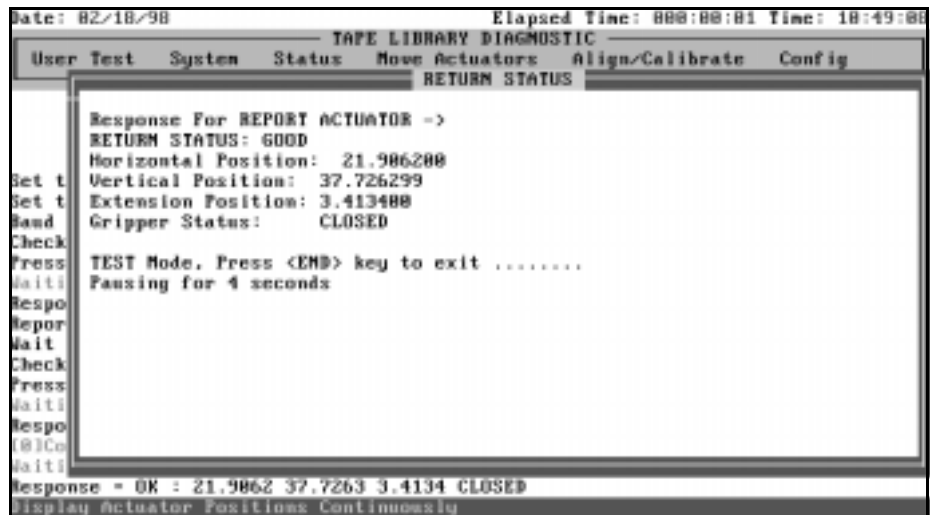 Date: 02/18/98 Elapsed Time: 000:00:01 Time: 10:49:08
TAPE LIBRARY DIAGNOSTIC
User Test System Status Move Actuators Align/Calibrate Config
RETURN STATUS
Response For REPORT ACTUATOR ->
RETURN STATUS: GOOD
Horizontal Position: 21.906200
Vertical Position: 37.726299
Extension Position: 3.413400
Gripper Status: CLOSED
TEST Mode, Press <END> key to exit ........
Pausing for 4 seconds
Set t
Set t
Baud
Check
Press
Waiti
Respo
Repor
Wait
Check
Press
Waiti
Respo
[0]Co
Waiti
Response = OK : 21.9062 37.7263 3.4134 CLOSED
Display Actuator Positions Continuously